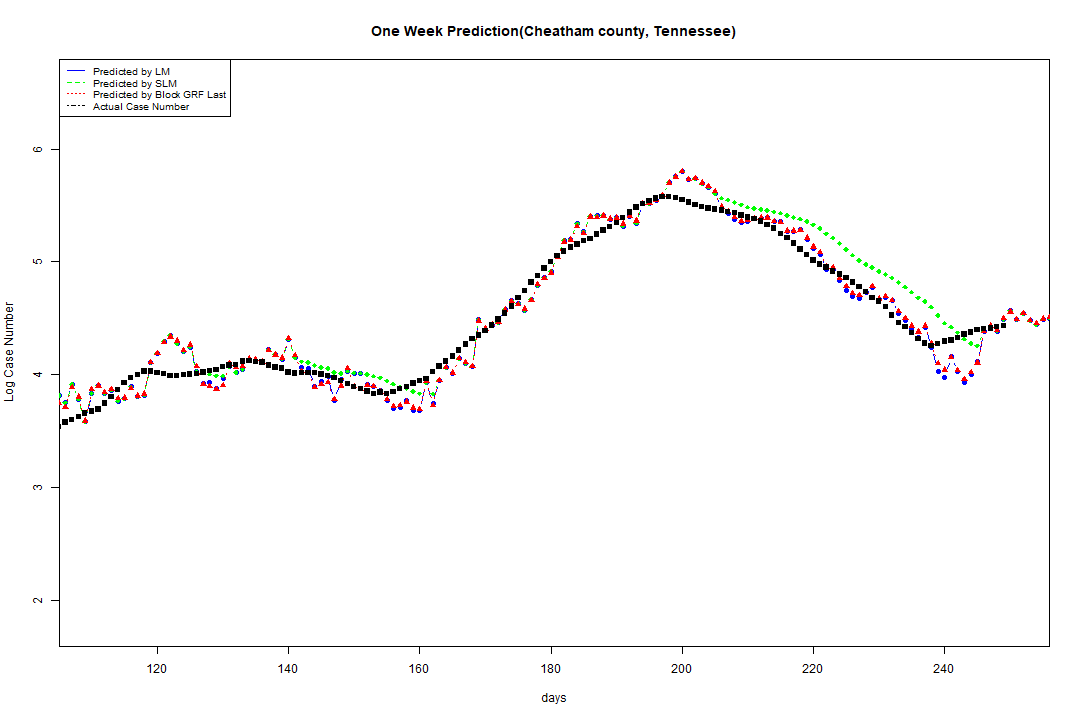 One Week Prediction(Cheatham county, Tennessee)
Predicted by LM
Predicted by SLM
Predicted by Block GRF Last
Actual Case Number
6
5
4
3
2
Log Case Number
120 140 160 180 200 220 240
days